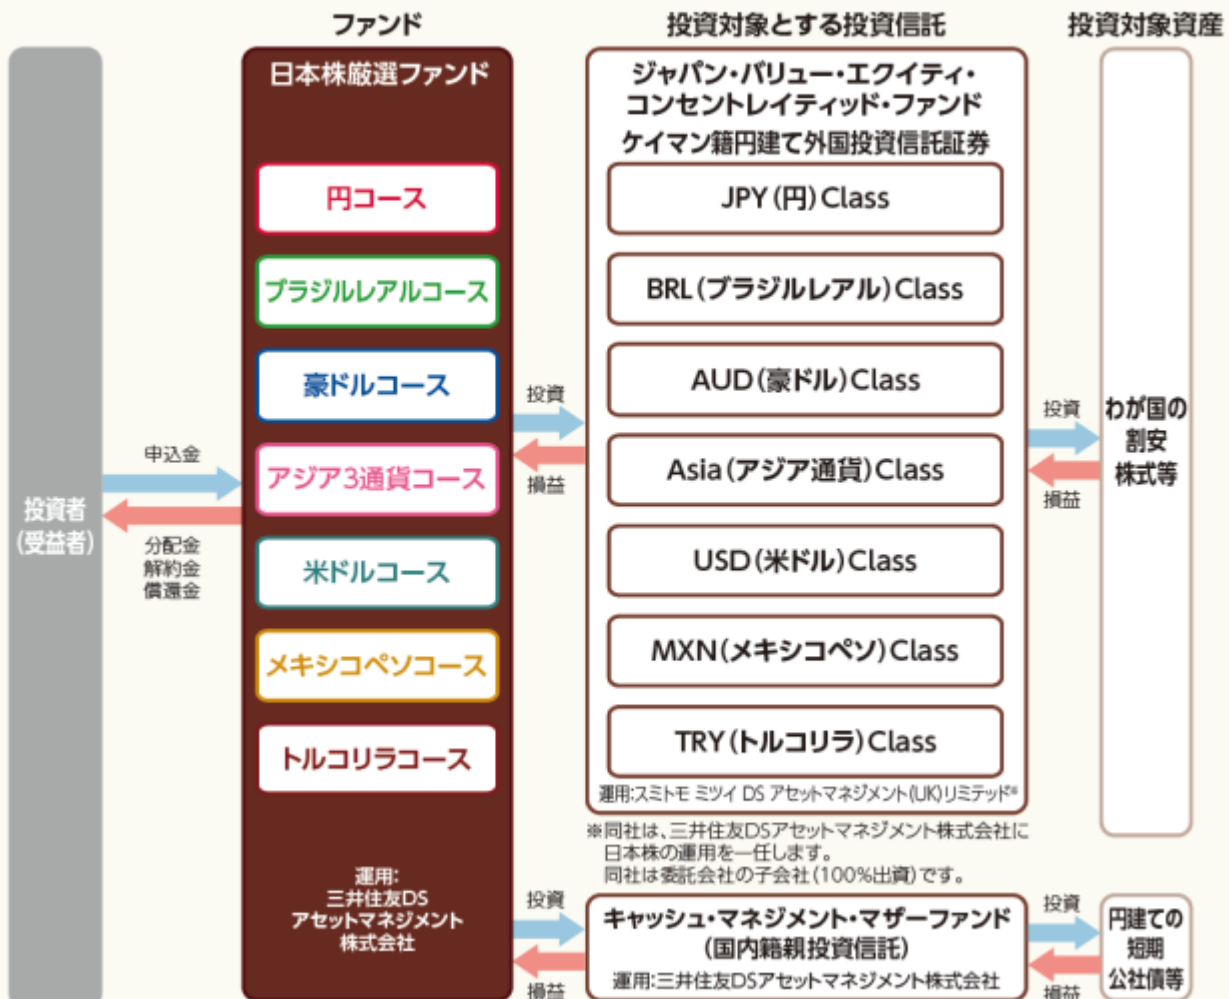 ファンド
投資対象とする投資信託
投資対象資産
日本株厳選ファンド
ジャパン・バリュー・エクイティ・
コンセントレイティッド・ファンド
ケイマン籍円建て外国投資信託証券
円コース
JPY(円)Class
ブラジルレアルコース
BRL(ブラジルレアル)Class
豪ドルコース
AUD(豪ドル)Class
アジア3通貨コース
Asia(アジア通貨)Class
米ドルコース
USD(米ドル)Class
メキシコペソコース
MXN(メキシコペソ)Class
トルコリラコース
TRY(トルコリラ)Class
投資者
(受益者)
申込金
分配金
解約金
償還金
投資
損益
投資
損益
わが国の
割安
株式等
運用:スミトモ ミツイ DS アセットマネジメント(UK)リミテッド※
※同社は、三井住友DSアセットマネジメント株式会社に
日本株の運用を一任します。
同社は委託会社の子会社(100%出資)です。
運用:
三井住友DS
アセットマネジメント
株式会社
投資
損益
キャッシュ・マネジメント・マザーファンド
(国内籍親投資信託)
運用:三井住友DSアセットマネジメント株式会社
投資
損益
円建ての
短期
公社債等